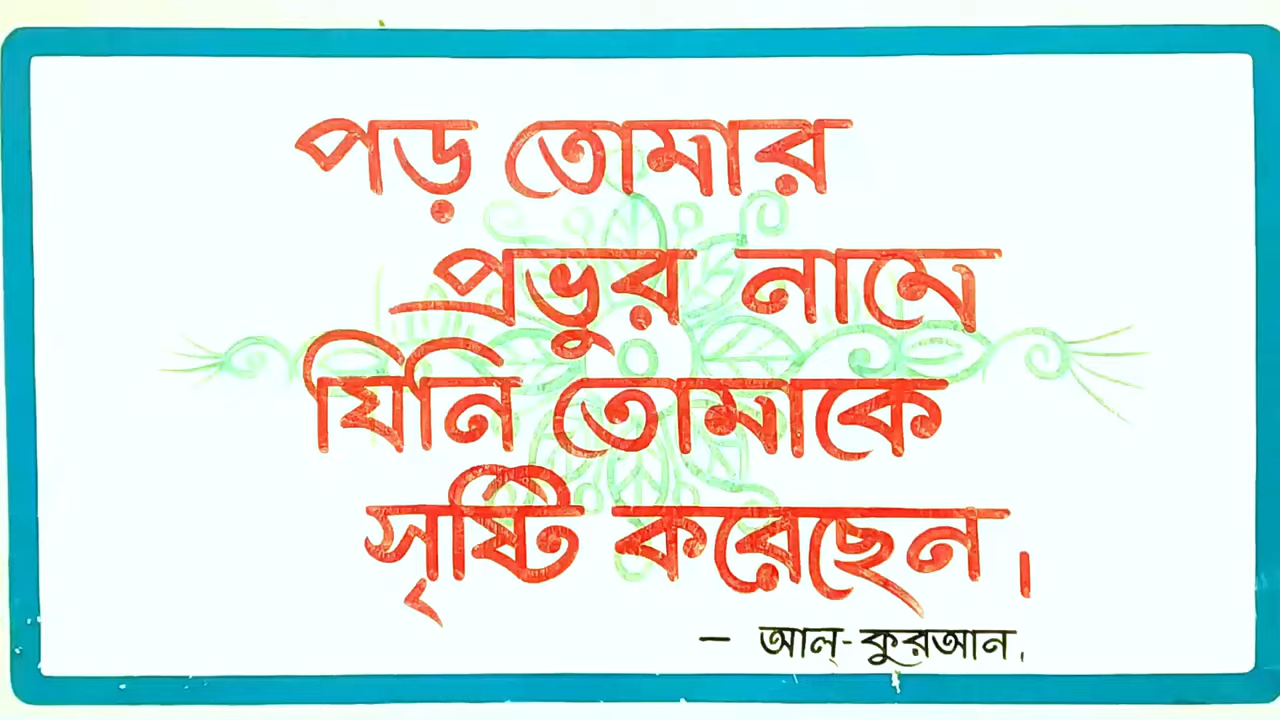 পড় তোমার
প্রভুর নামে
যিনি তোমাকে
সৃষ্টি করেছেন।
- আল্-কুরআন।